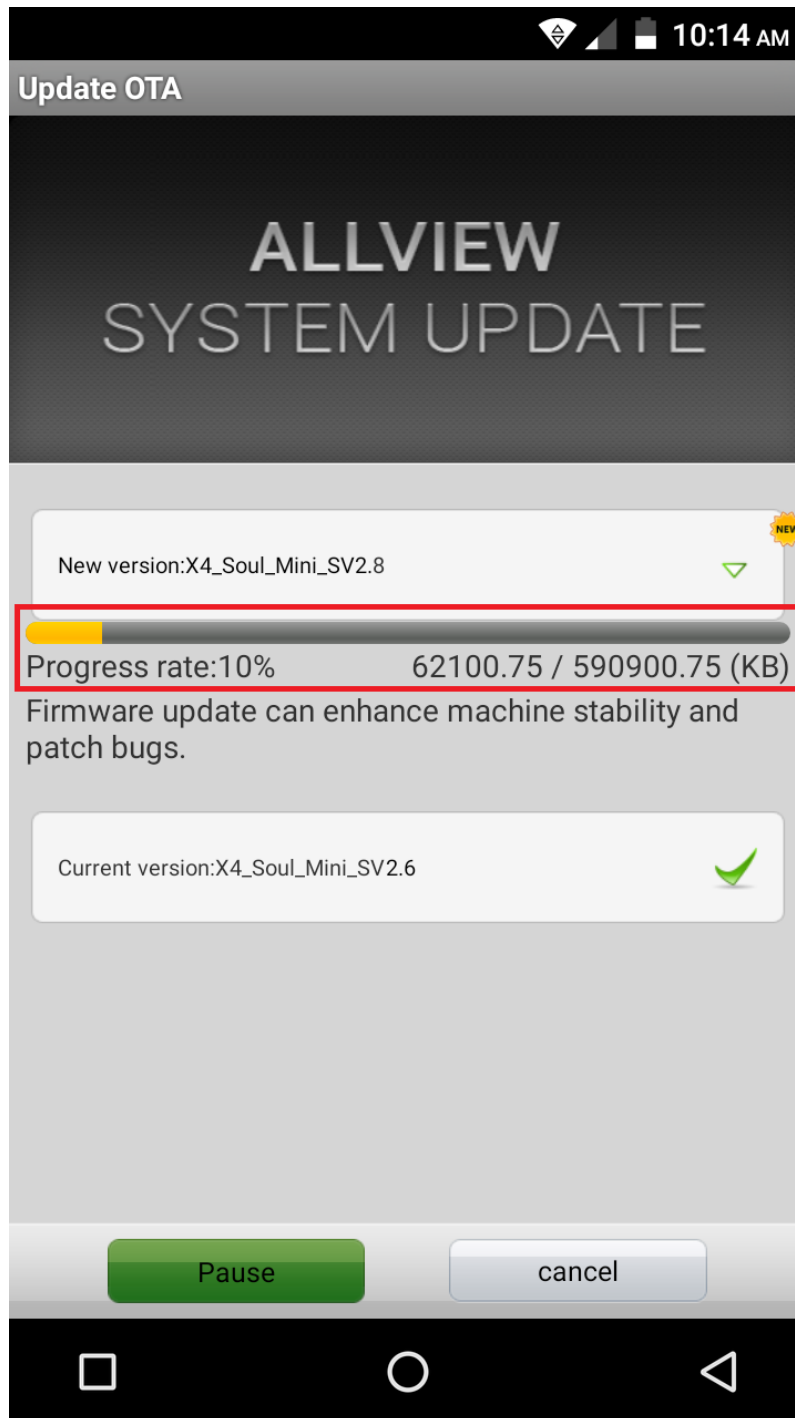 10:14 AM
Update OTA
ALLVIEW
SYSTEM UPDATE
NEW
New version:X4_Soul_Mini_SV2.8
Progress rate:10% 62100.75 / 590900.75 (KB)
Firmware update can enhance machine stability and
patch bugs.
Current version:X4_Soul_Mini_SV2.6
Pause cancel